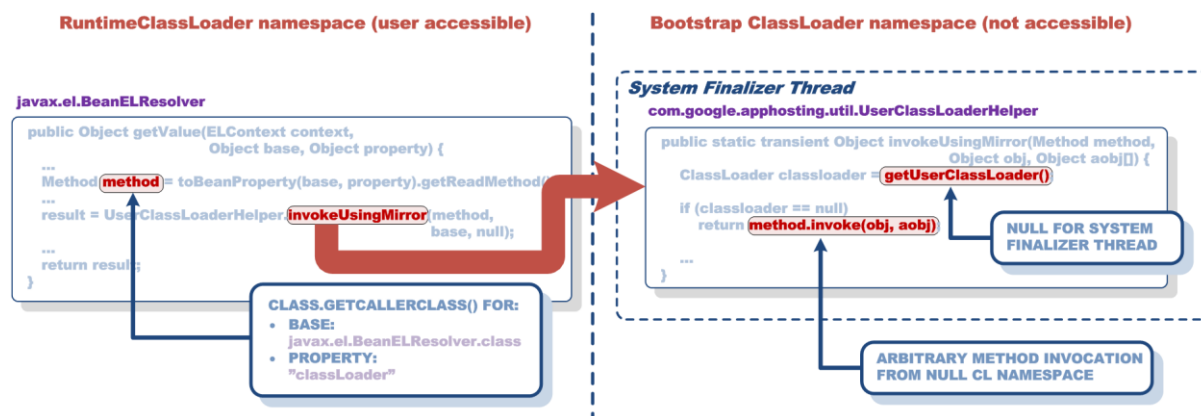 RuntimeClassLoader namespace (user accessible)
Bootstrap ClassLoader namespace (not accessible)
javax.el.BeanELResolver
public Object getValue(ELContext context,
Object base, Object property) {
...
Method method = toBeanProperty(base, property).getReadMethod(
...
result = UserClassLoaderHelper.invokeUsingMirror(method,
base, null);
...
return result;
}
CLASS.GETCALLERCLASS() FOR:
• BASE:
javax.el.BeanELResolver.class
• PROPERTY:
"classLoader"
System Finalizer Thread
com.google.apphosting.util.UserClassLoaderHelper
public static transient Object invokeUsingMirror(Method method,
Object obj, Object aobj[]) {
ClassLoader classloader = getUserClassLoader()
if (classloader == null)
return method.invoke(obj, aobj)
...
}
NULL FOR SYSTEM
FINALIZER THREAD
ARBITRARY METHOD INVOCATION
FROM NULL CL NAMESPACE